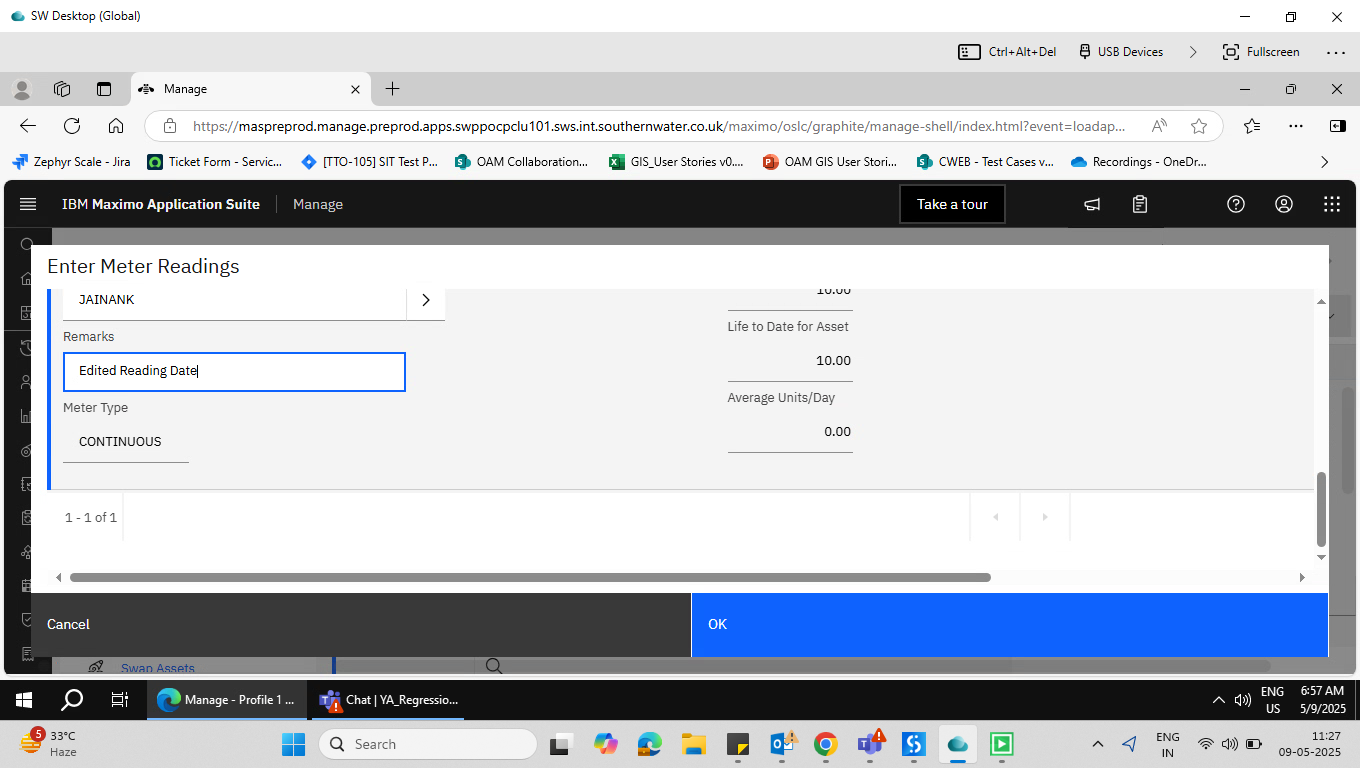 SW Desktop (Global)
Ctrl+Alt+Del
USB Devices
Fullscreen
Manage
https://maspreprod.manage.preprod.apps.swppocpclu101.sws.int.southernwater.co.uk/maximo/oslc/graphite/manage-shell/index.html?event=loadap...
Zephyr Scale - Jira
Ticket Form - Servic...
[TTO-105] SIT Test P...
OAM Collaboration...
GIS_User Stories v0....
OAM GIS User Stori...
CWEB - Test Cases v...
Recordings - OneDr...
IBM Maximo Application Suite
Manage
Take a tour
Enter Meter Readings
JAINANK
10.00
Remarks
Life to Date for Asset
Edited Reading Date
10.00
Meter Type
Average Units/Day
CONTINUOUS
0.00
1 - 1 of 1
Cancel
OK
Swap Assets
Manage - Profile 1 ...
Chat | YA_Regressio...
ENG
US
6:57 AM
5/9/2025
5
33°C
Haze
Search
ENG
IN
11:27
09-05-2025